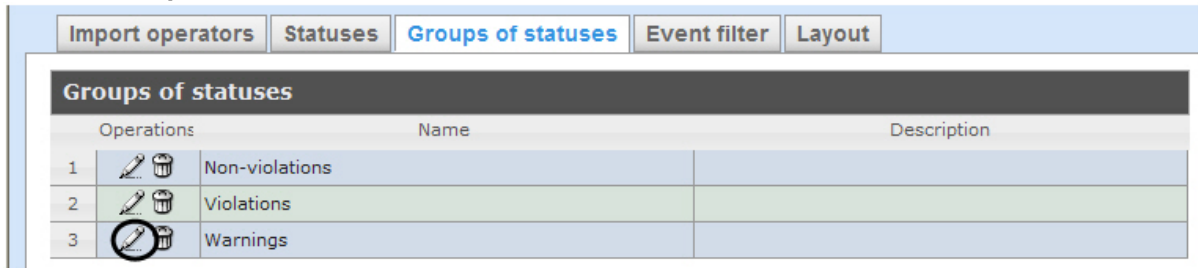 Import operators Statuses Groups of statuses Event filter Layout
Groups of statuses
Operations Name Description
1 Non-violations
2 Violations
3 Warnings